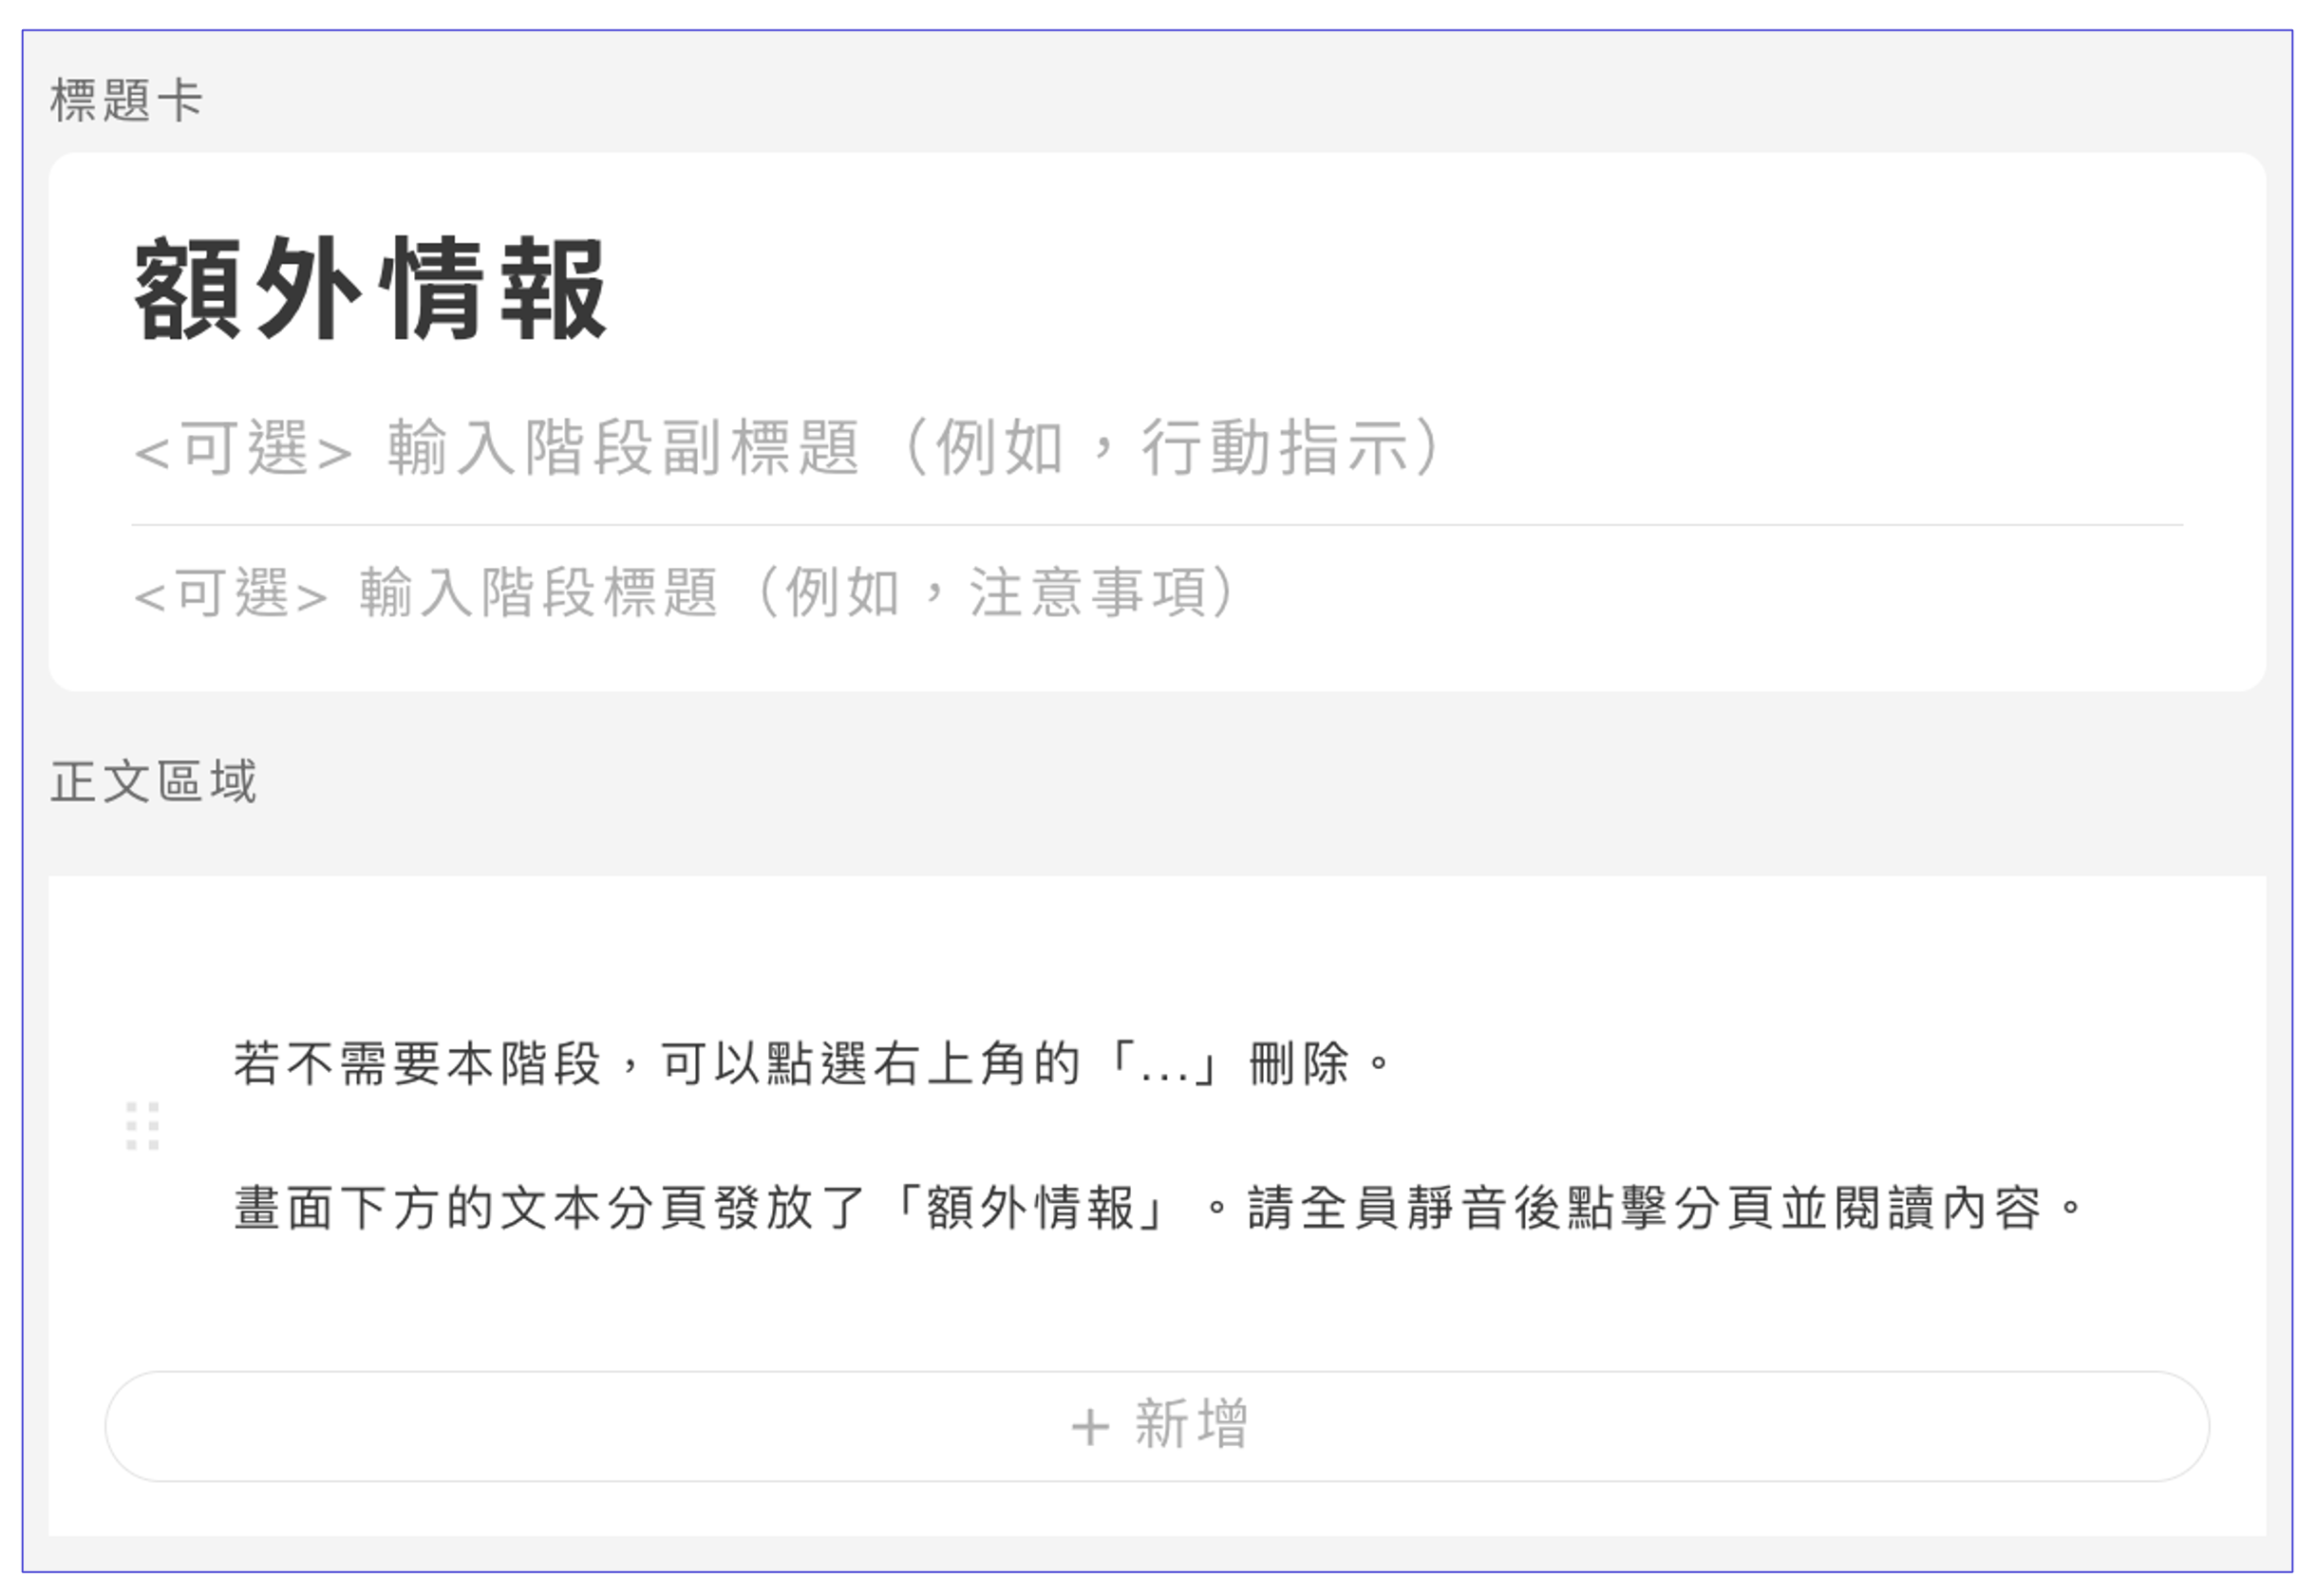 標題卡
額外情報
<可選> 輸入階段副標題（例如，行動指示）
<可選> 輸入階段標題（例如，注意事項）
正文區域
若不需要本階段，可以點選右上角的「...」刪除。
畫面下方的文本分頁發放了「額外情報」。請全員靜音後點擊分頁並閱讀內容。
+ 新增